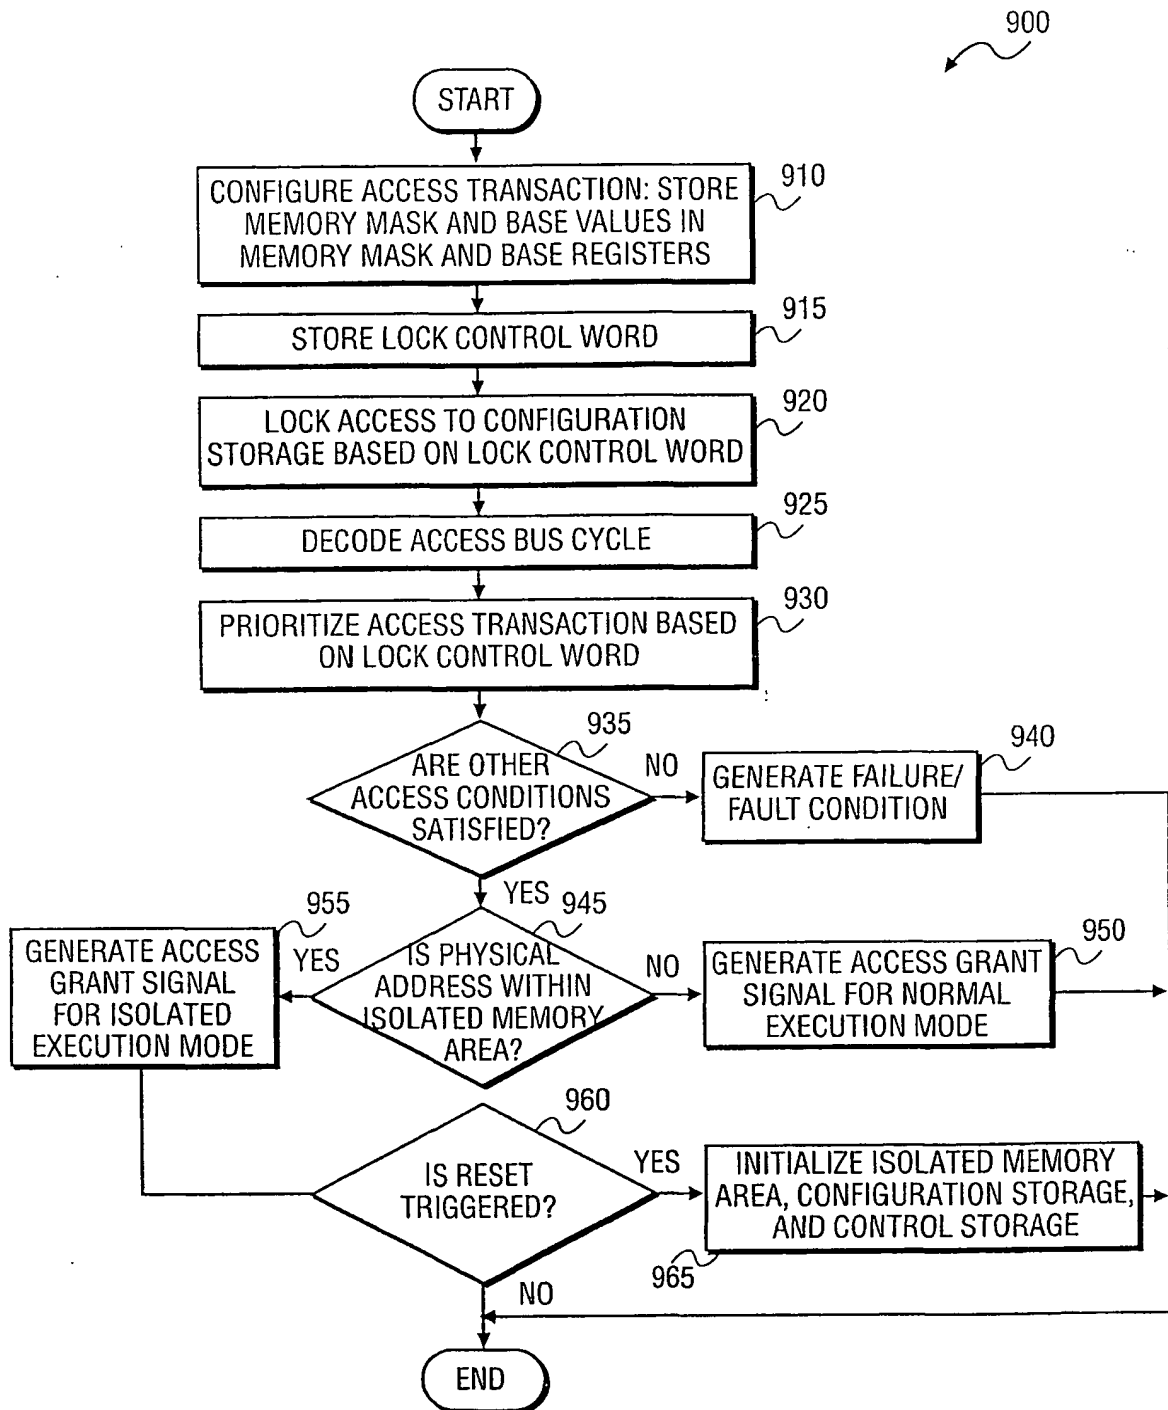 900
START
CONFIGURE ACCESS TRANSACTION: STORE
MEMORY MASK AND BASE VALUES IN
MEMORY MASK AND BASE REGISTERS
910
STORE LOCK CONTROL WORD
915
LOCK ACCESS TO CONFIGURATION
STORAGE BASED ON LOCK CONTROL WORD
920
DECODE ACCESS BUS CYCLE
925
PRIORITIZE ACCESS TRANSACTION BASED
ON LOCK CONTROL WORD
930
ARE OTHER
ACCESS CONDITIONS
SATISFIED?
935
NO
GENERATE FAILURE/
FAULT CONDITION
940
YES
IS PHYSICAL
ADDRESS WITHIN
ISOLATED MEMORY
AREA?
945
NO
GENERATE ACCESS GRANT
SIGNAL FOR NORMAL
EXECUTION MODE
950
YES
GENERATE ACCESS
GRANT SIGNAL
FOR ISOLATED
EXECUTION MODE
955
IS RESET
TRIGGERED?
960
YES
INITIALIZE ISOLATED MEMORY
AREA, CONFIGURATION STORAGE,
AND CONTROL STORAGE
965
NO
END